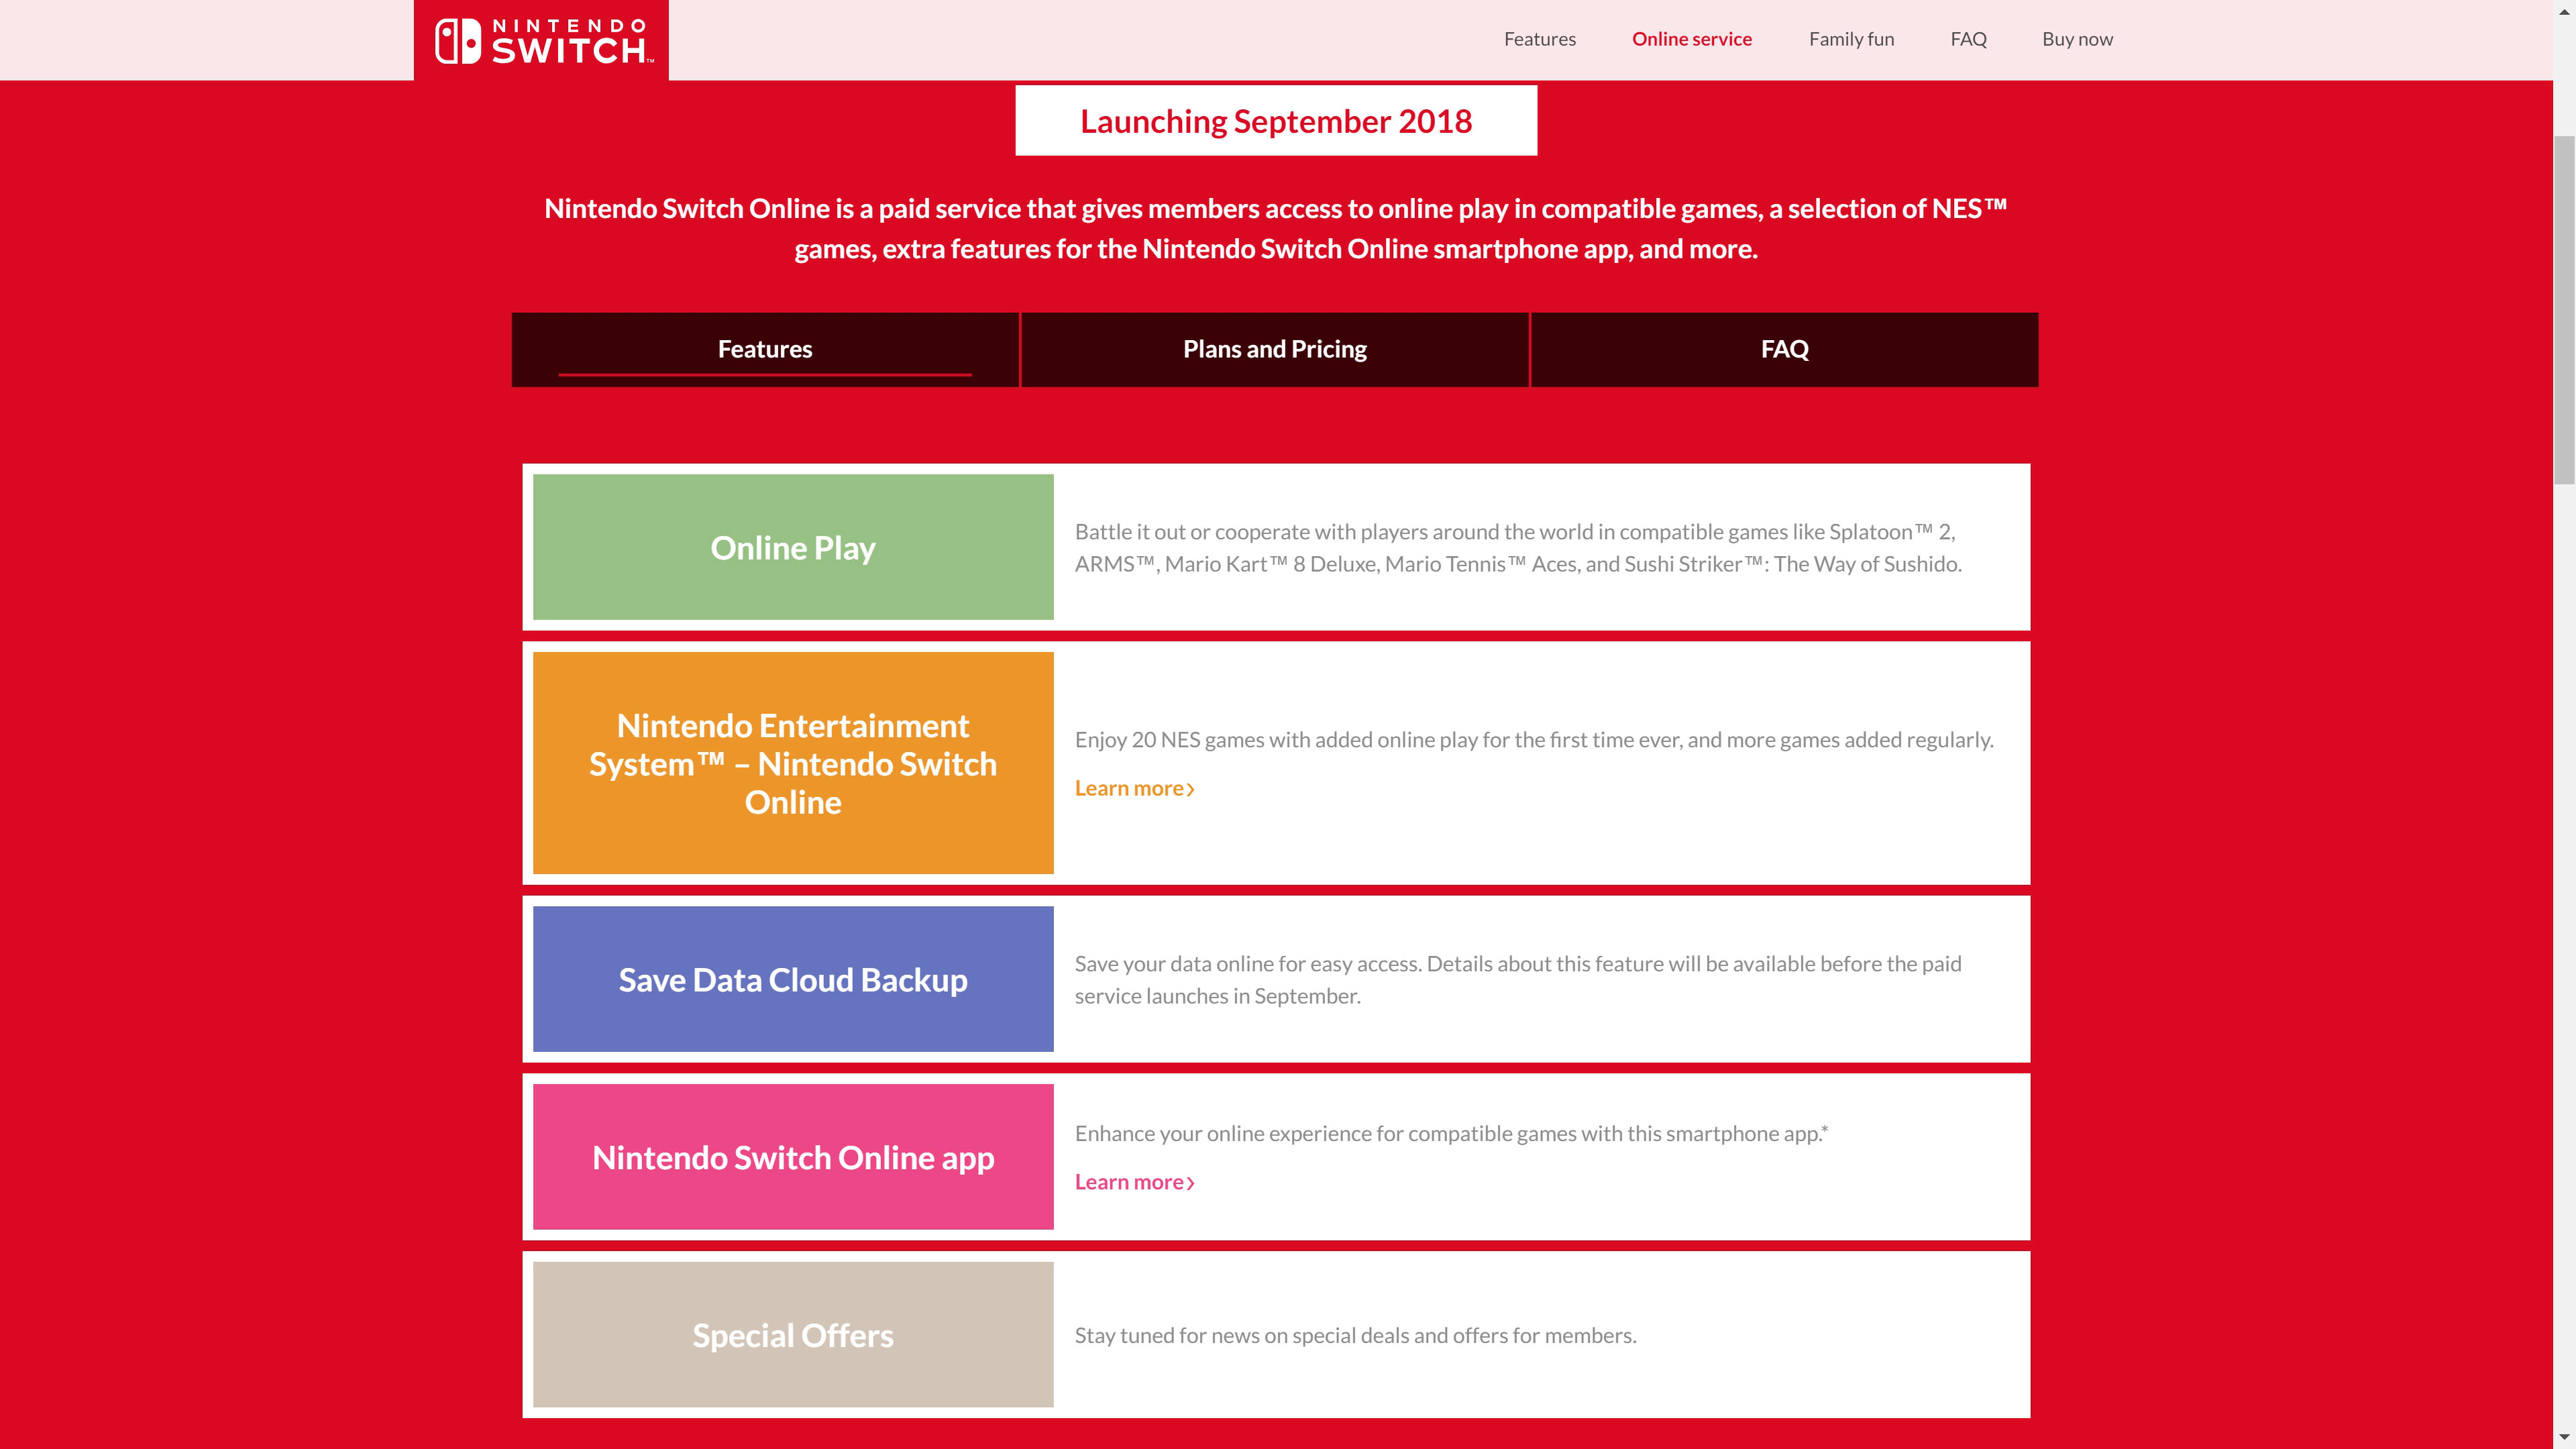 NINTENDO
SWITCH™
Features
Online service
Family fun
FAQ
Buy now
Launching September 2018
Nintendo Switch Online is a paid service that gives members access to online play in compatible games, a selection of NES™
games, extra features for the Nintendo Switch Online smartphone app, and more.
Features
Plans and Pricing
FAQ
Online Play
Battle it out or cooperate with players around the world in compatible games like Splatoon™ 2,
ARMS™, Mario Kart™ 8 Deluxe, Mario Tennis™ Aces, and Sushi Striker™: The Way of Sushido.
Nintendo Entertainment
System™ – Nintendo Switch
Online
Enjoy 20 NES games with added online play for the first time ever, and more games added regularly.
Learn more›
Save Data Cloud Backup
Save your data online for easy access. Details about this feature will be available before the paid
service launches in September.
Nintendo Switch Online app
Enhance your online experience for compatible games with this smartphone app.*
Learn more›
Special Offers
Stay tuned for news on special deals and offers for members.